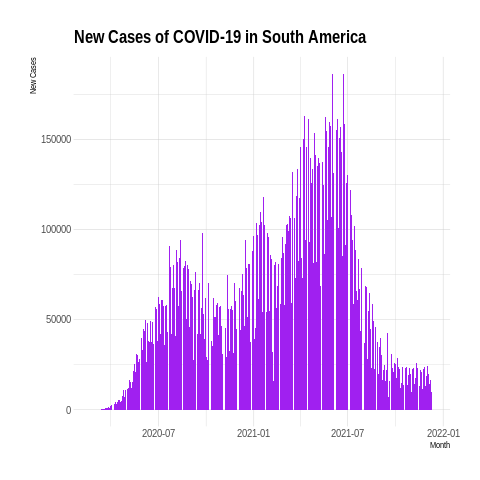 New Cases of COVID-19 in South America
New Cases
150000
100000
50000
0
2020-07
2021-01
2021-07
2022-01
Month